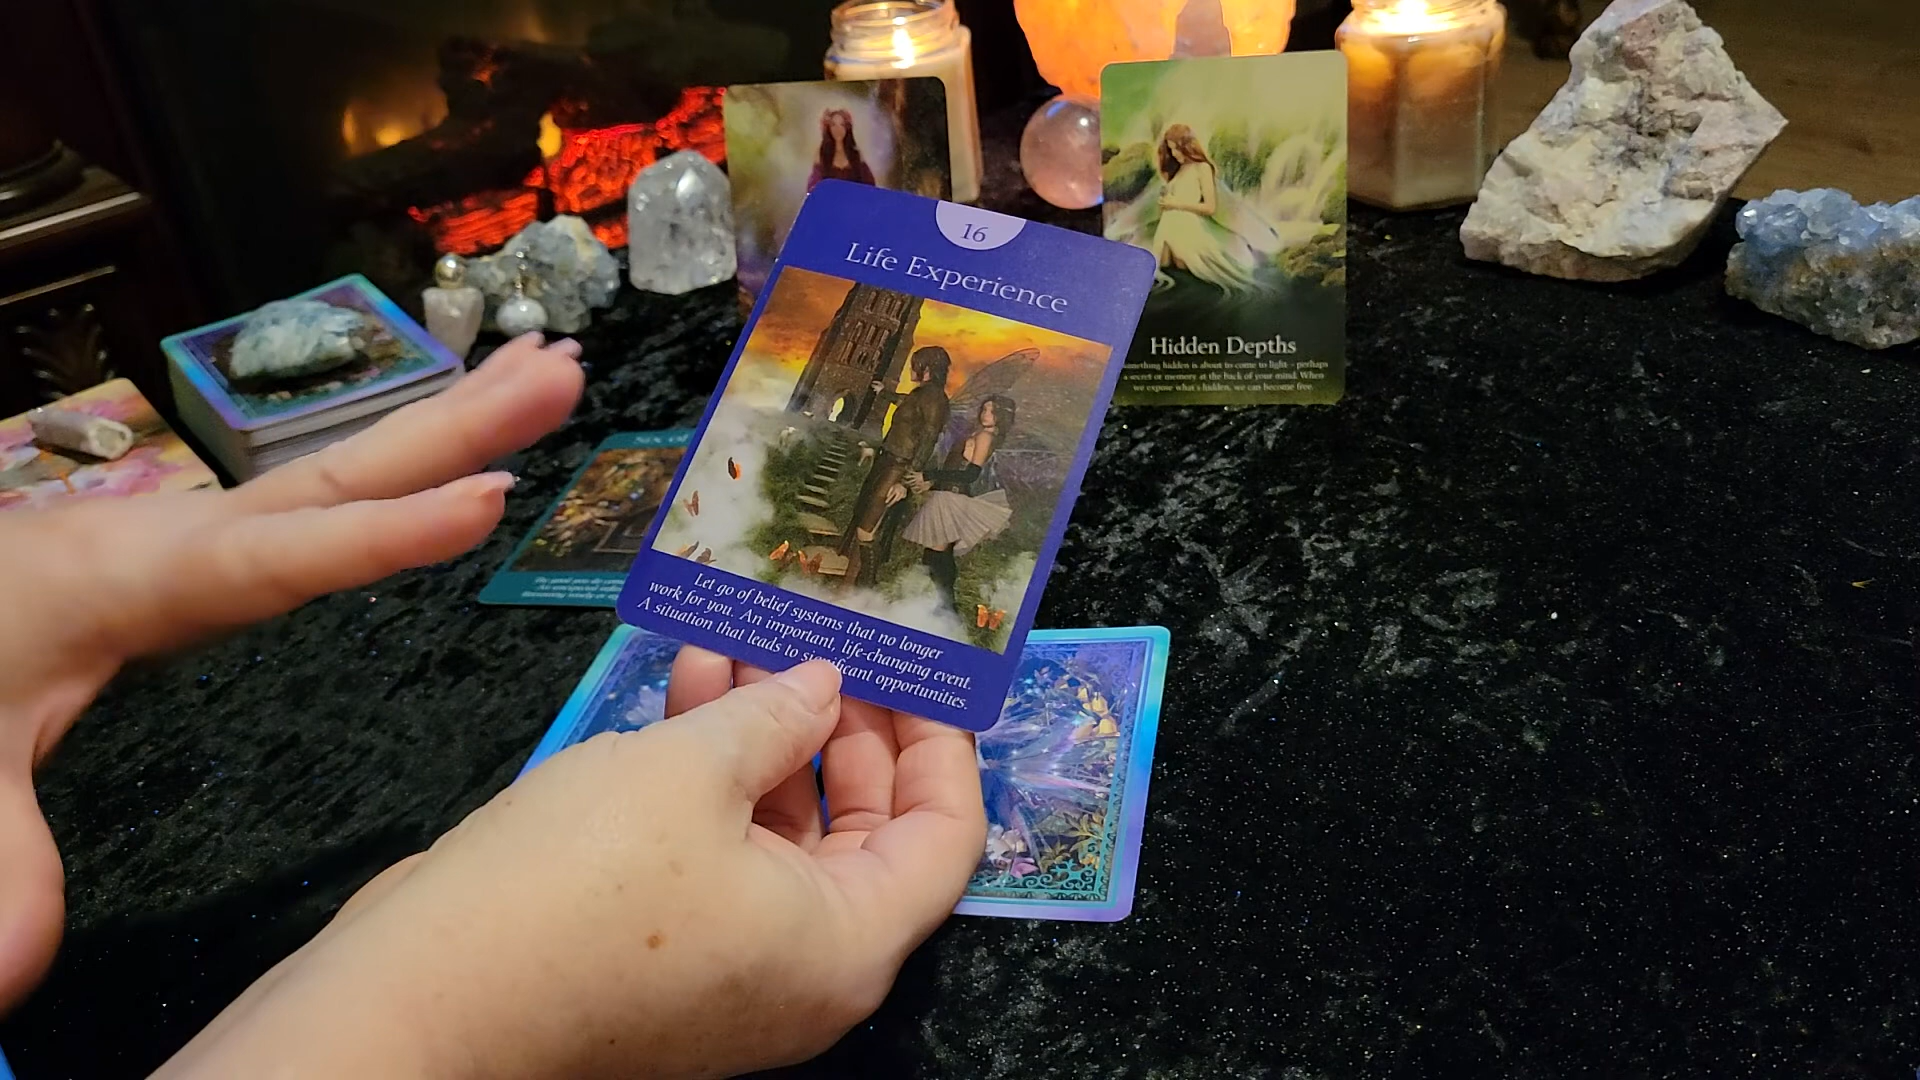 16
Life Experience
Let go of belief systems that no longer
work for you. An important, life-changing event.
A situation that leads to significant opportunities.
Hidden Depths
something hidden is about to come to light - perhaps
a secret or memory at the back of your mind. When
we expose what's hidden, we can become free.
Six of